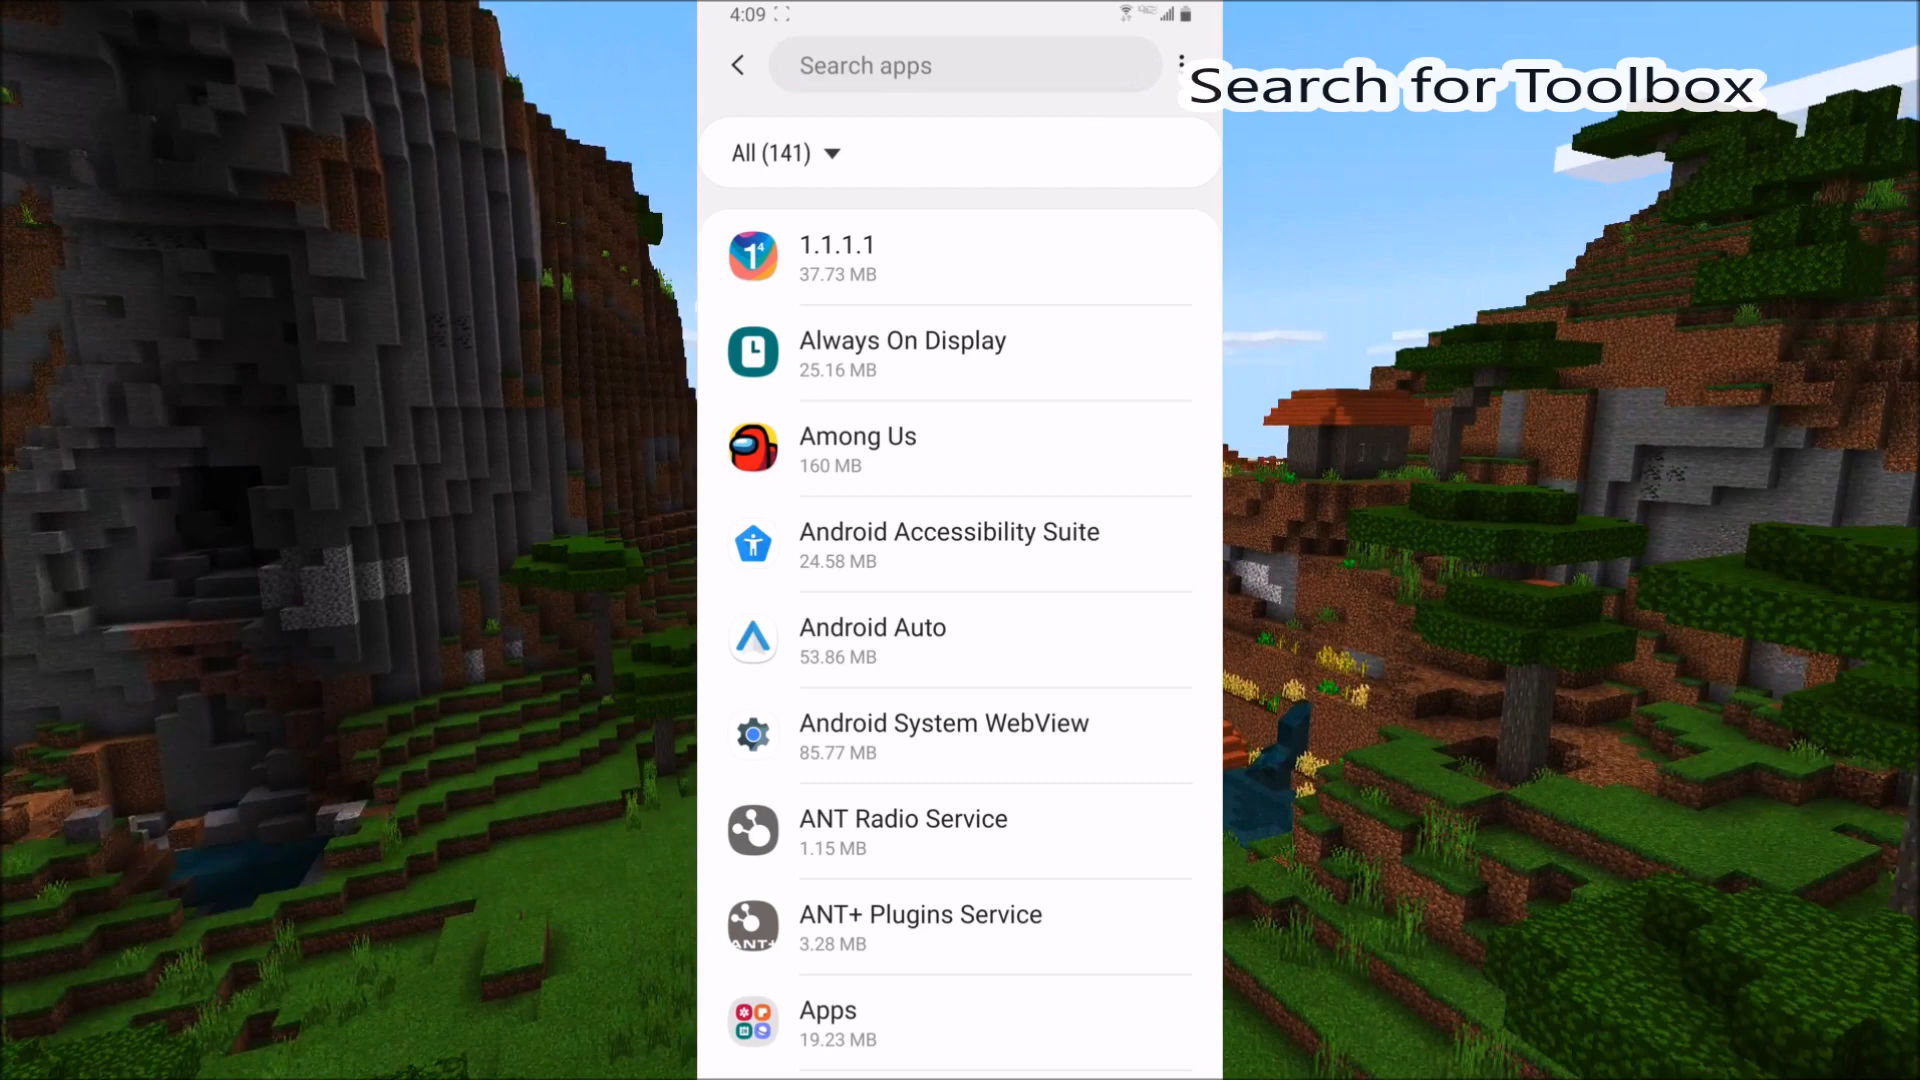 4:09
Search apps
Search for Toolbox
All (141)
1.1.1.1
37.73 MB
Always On Display
25.16 MB
Among Us
160 MB
Android Accessibility Suite
24.58 MB
Android Auto
53.86 MB
Android System WebView
85.77 MB
ANT Radio Service
1.15 MB
ANT+ Plugins Service
3.28 MB
Apps
19.23 MB
1⁴
ANT+